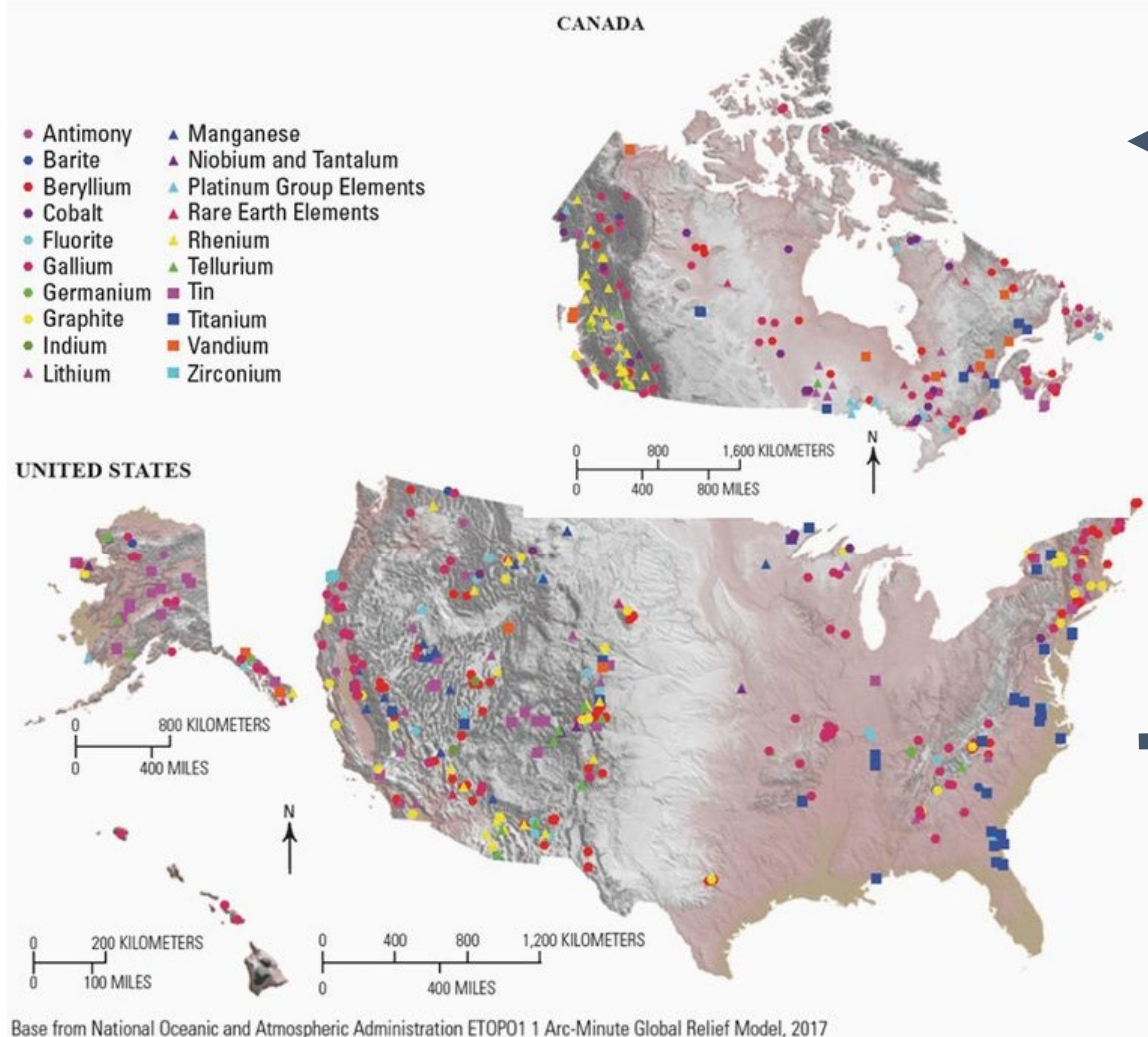 CANADA
Antimony
Barite
Beryllium
Cobalt
Fluorite
Gallium
Germanium
Graphite
Indium
Lithium
Manganese
Niobium and Tantalum
Platinum Group Elements
Rare Earth Elements
Rhenium
Tellurium
Tin
Titanium
Vandium
Zirconium
0 800 1,600 KILOMETERS
0 400 800 MILES
N
UNITED STATES
0 800 KILOMETERS
0 400 MILES
N
0 200 KILOMETERS
0 100 MILES
0 400 800 1,200 KILOMETERS
0 400 MILES
Base from National Oceanic and Atmospheric Administration ETOPO1 1 Arc-Minute Global Relief Model, 2017